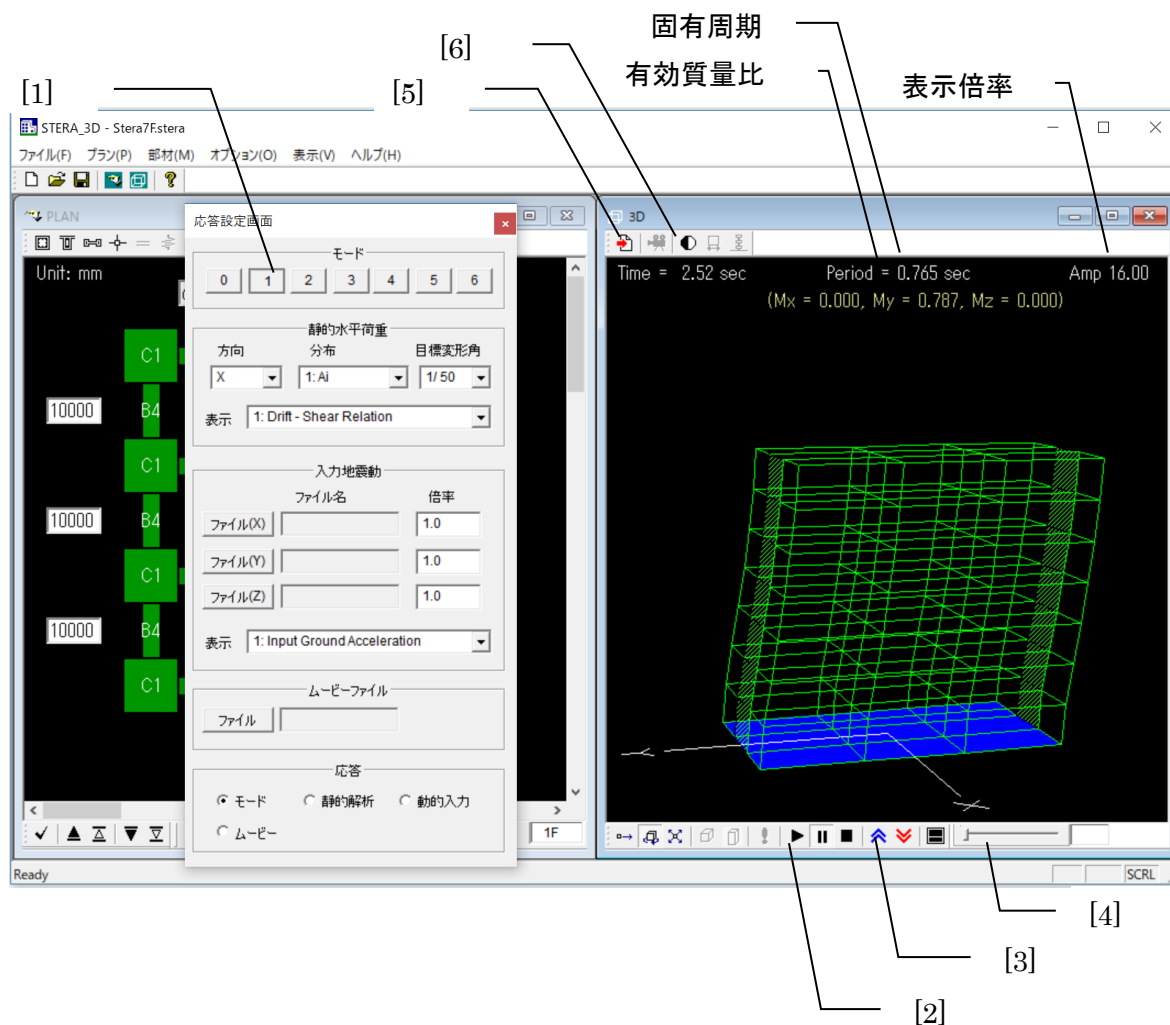 固有周期
[6]
有効質量比
表示倍率
[1]
[5]
STERA_3D - Stera7F.stera
ファイル(F) プラン(P) 部材(M) オプション(O) 表示(V) ヘルプ(H)
PLAN
Unit: mm
C1
10000
B4
C1
10000
B4
C1
10000
B4
C1
1F
応答設定画面
モード
0 1 2 3 4 5 6
静的水平荷重
方向 分布 目標変形角
X 1: Ai 1/ 50
表示 1: Drift - Shear Relation
入力地震動
ファイル名 倍率
ファイル(X) 1.0
ファイル(Y) 1.0
ファイル(Z) 1.0
表示 1: Input Ground Acceleration
ムービーファイル
ファイル
応答
モード 静的解析 動的入力
ムービー
3D
Time = 2.52 sec Period = 0.765 sec Amp 16.00
(Mx = 0.000, My = 0.787, Mz = 0.000)
Ready
SCRL
[4]
[3]
[2]